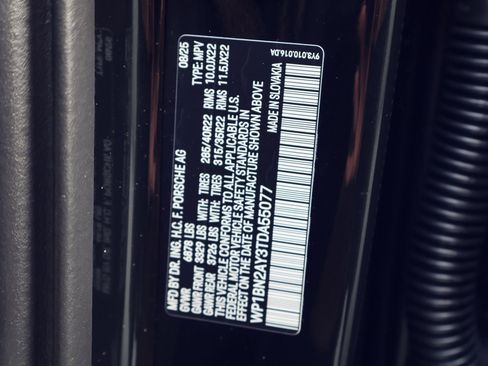 MFD BY DR. ING. H.C. F. PORSCHE AG 08/25
GVWR 6878 LBS TYPE: MPV
GAWR FRONT 3329 LBS WITH: TIRES 285/40R22 RIMS 10.0JX22
GAWR REAR 3726 LBS WITH: TIRES 315/35R22 RIMS 11.5JX22
THIS VEHICLE CONFORMS TO ALL APPLICABLE U.S.
FEDERAL MOTOR VEHICLE SAFETY STANDARDS IN
EFFECT ON THE DATE OF MANUFACTURE SHOWN ABOVE
WP1BN2AY3TDA55077 MADE IN SLOVAKIA
9Y3.010.016.DA